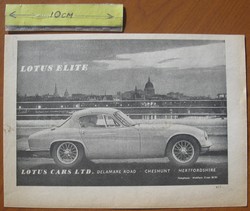 10CM
LOTUS ELITE
LOTUS CARS LTD. DELAMARE ROAD CHESHUNT HERTFORDSHIRE